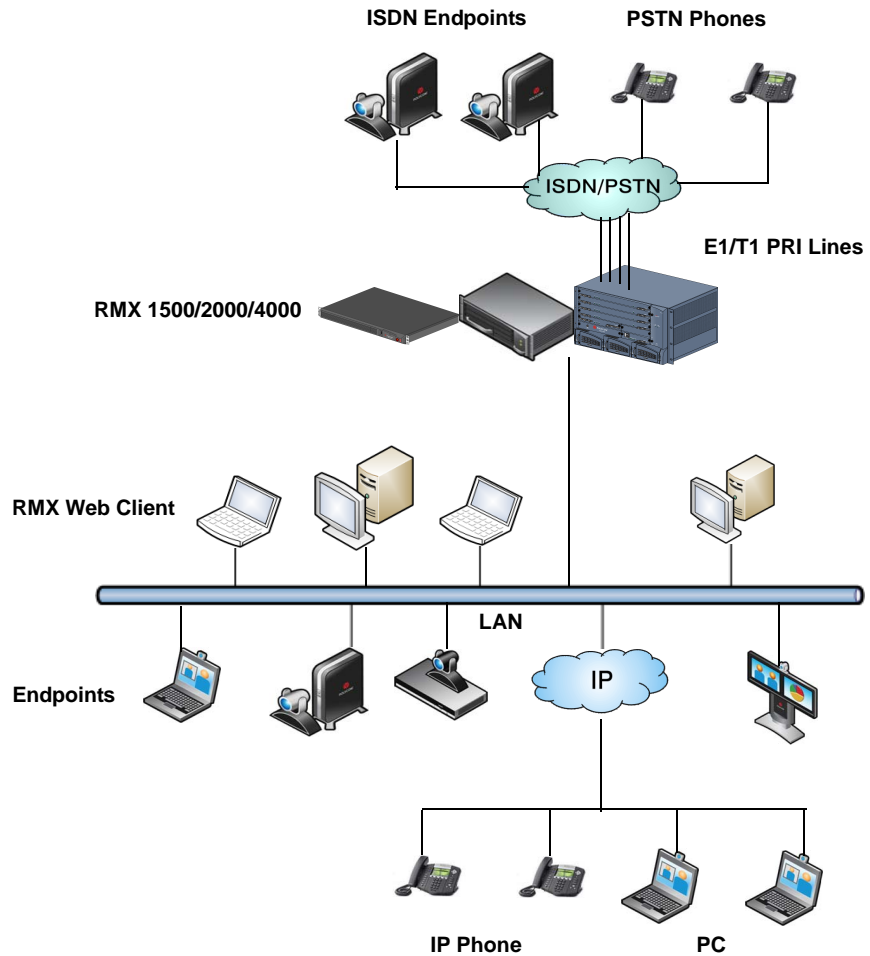 ISDN Endpoints
PSTN Phones
ISDN/PSTN
E1/T1 PRI Lines
RMX 1500/2000/4000
RMX Web Client
LAN
Endpoints
IP
IP Phone
PC